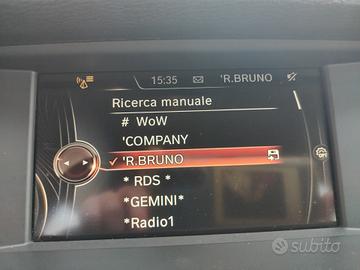 15:35 'R.BRUNO
Ricerca manuale
# WoW
'COMPANY
'R.BRUNO
* RDS *
*GEMINI*
*Radio1
subito